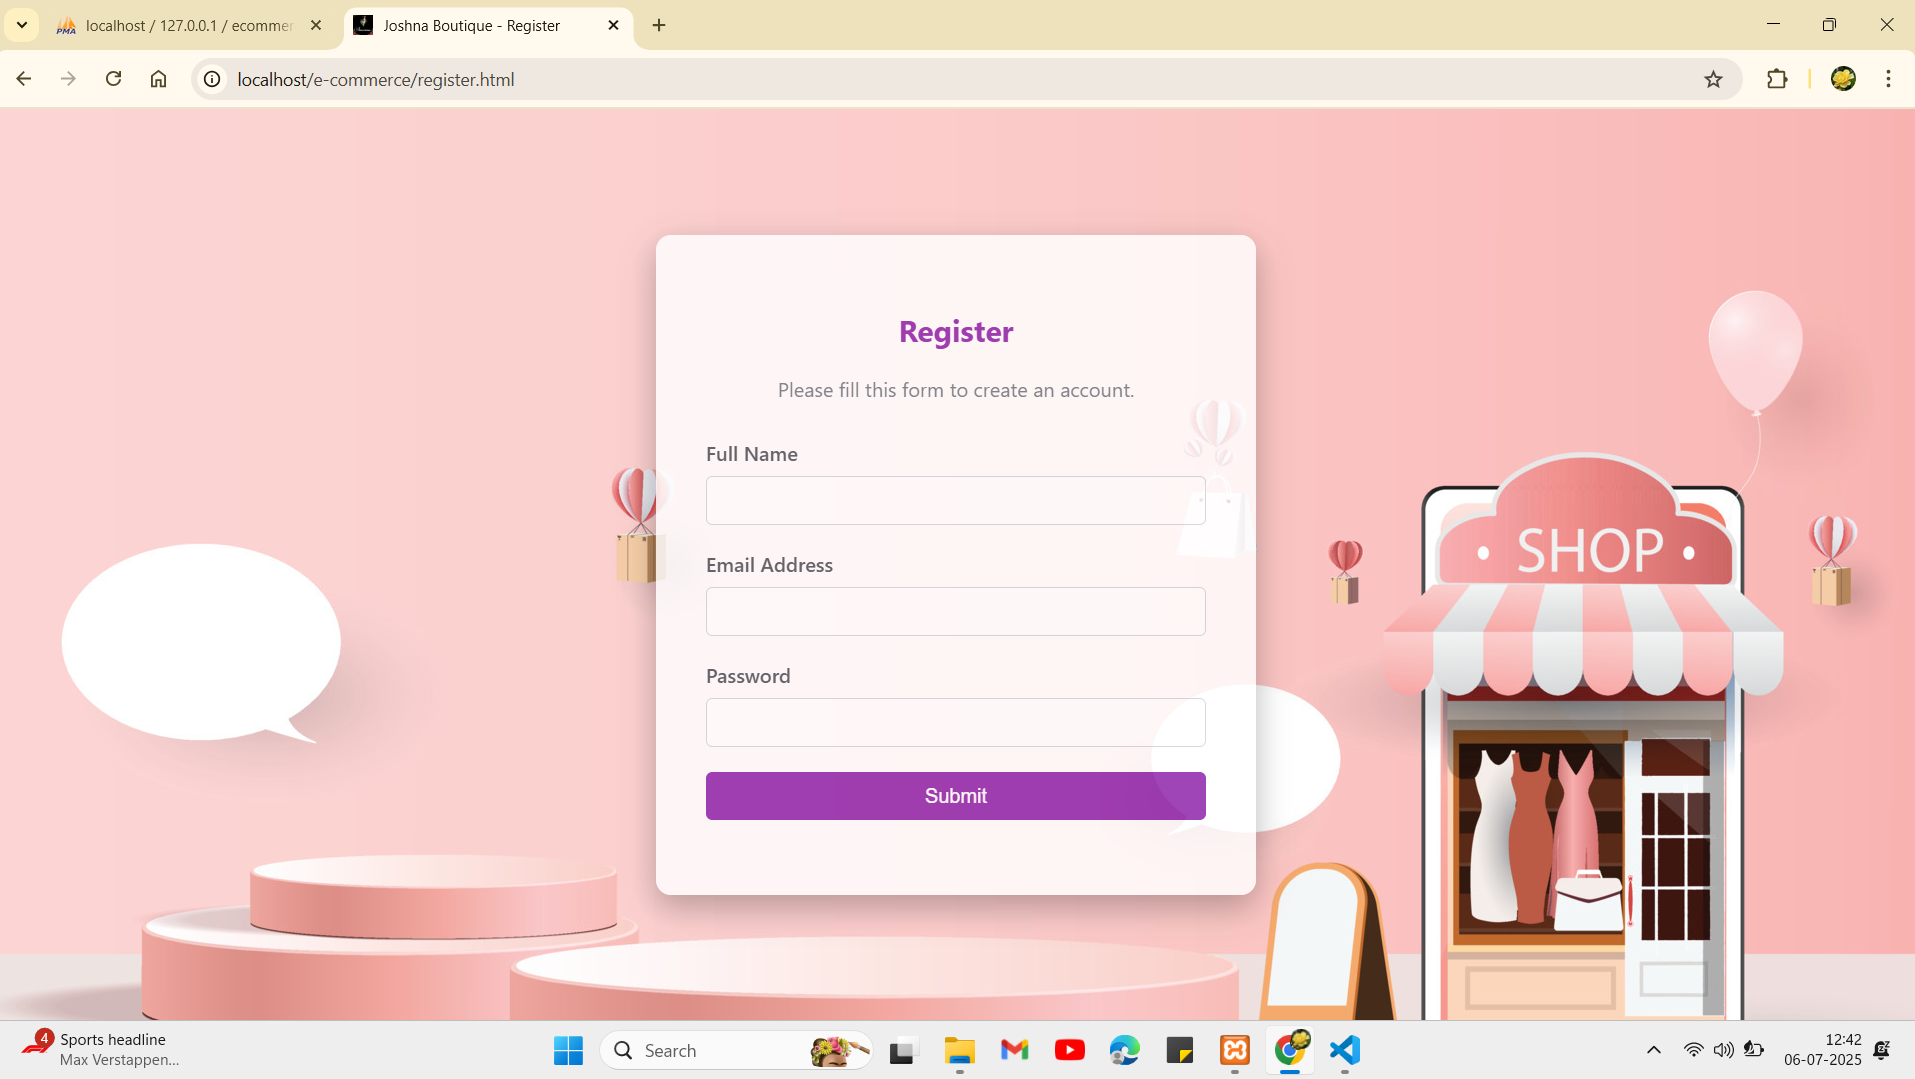 localhost / 127.0.0.1 / ecommer
Joshna Boutique - Register
localhost/e-commerce/register.html
Register
Please fill this form to create an account.
Full Name
Email Address
Password
Submit
SHOP
4
Sports headline
Max Verstappen...
Search
12:42
06-07-2025